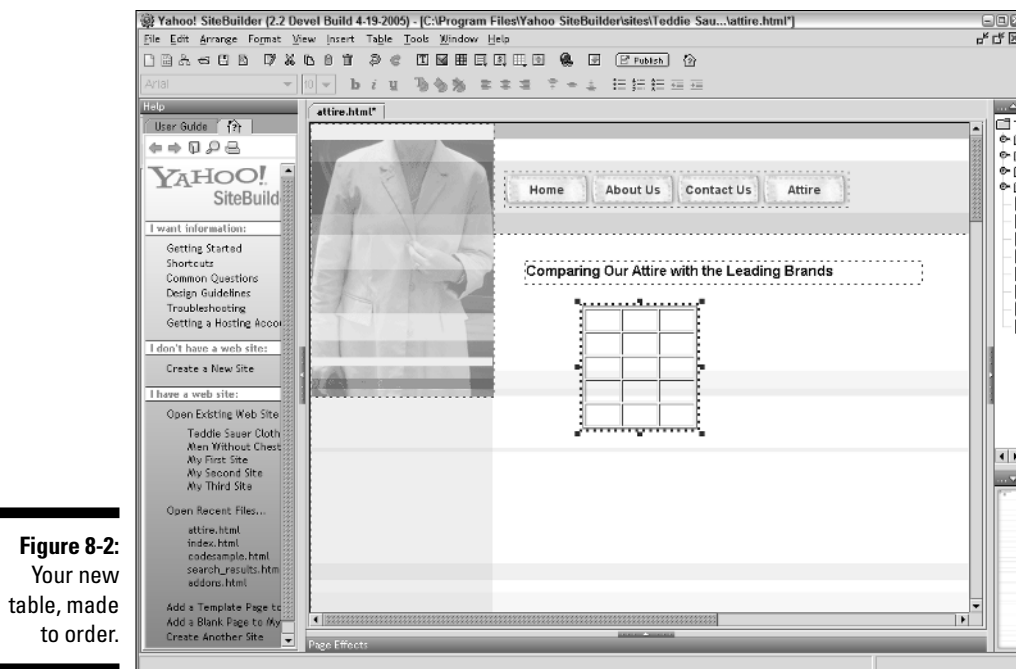 Yahoo! SiteBuilder (2.2 Devel Build 4-19-2005) - [C:\Program Files\Yahoo SiteBuilder\sites\Teddie Sau...\attire.html*]
File Edit Arrange Format View Insert Table Tools Window Help
Publish
Arial 10 b i u
Help
attire.html*
User Guide
YAHOO!
SiteBuild
I want information:
Getting Started
Shortcuts
Common Questions
Design Guidelines
Troubleshooting
Getting a Hosting Accou
I don't have a web site:
Create a New Site
I have a web site:
Open Existing Web Site
Teddie Sauer Cloth
Men Without Chest
My First Site
My Second Site
My Third Site
Open Recent Files...
attire.html
index.html
codesample.html
search_results.htm
addons.html
Add a Template Page to
Add a Blank Page to My
Create Another Site
Home About Us Contact Us Attire
Comparing Our Attire with the Leading Brands
Page Effects
Figure 8-2:
Your new
table, made
to order.